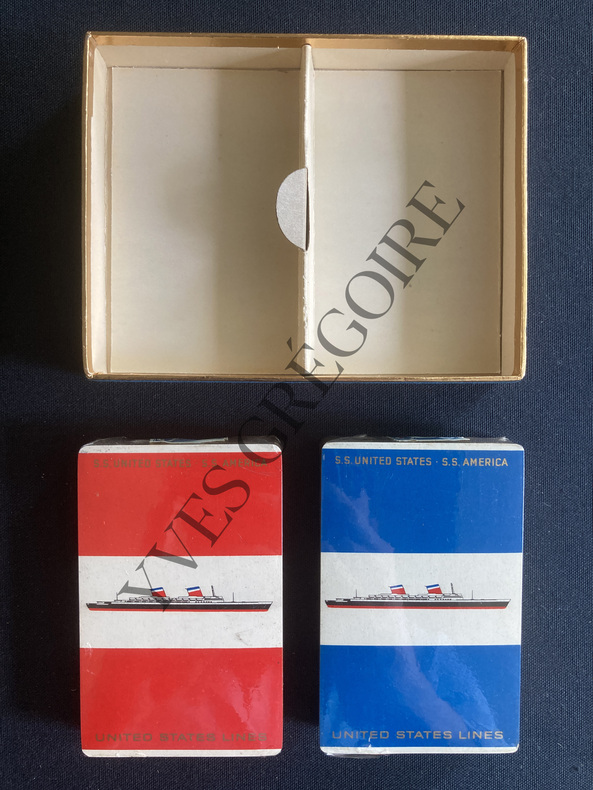 YVES GRÉGOIRE
S.S. UNITED STATES · S.S. AMERICA
S.S. UNITED STATES · S.S. AMERICA
UNITED STATES LINES
UNITED STATES LINES